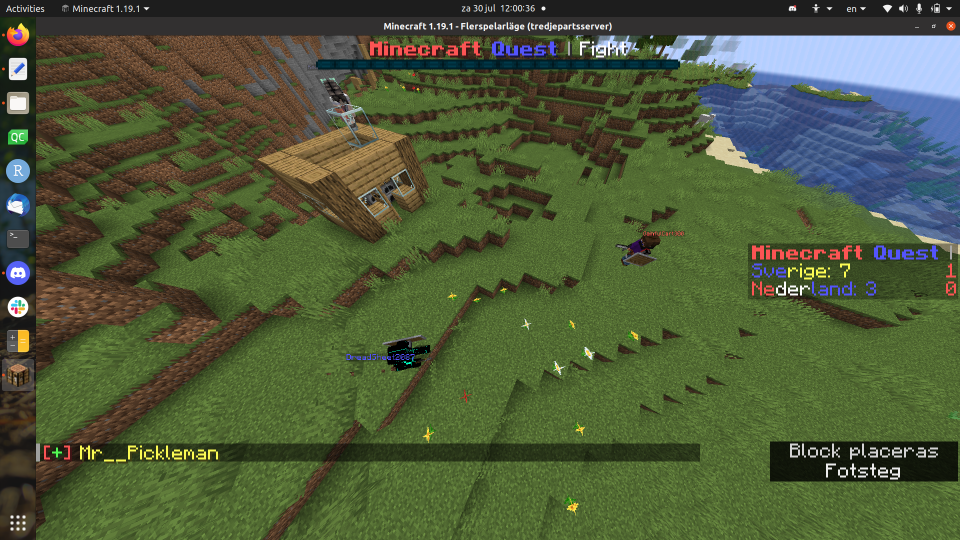 Activities
Minecraft 1.19.1
za 30 jul 12:00:36
en
Minecraft 1.19.1 - Flerspelarläge (tredjepartsserver)
Minecraft Quest | Fight
QC
R
Minecraft Quest |
Sverige: 7 1
Nederland: 3 0
[+] Mr__Pickleman
Block placeras
Fotsteg